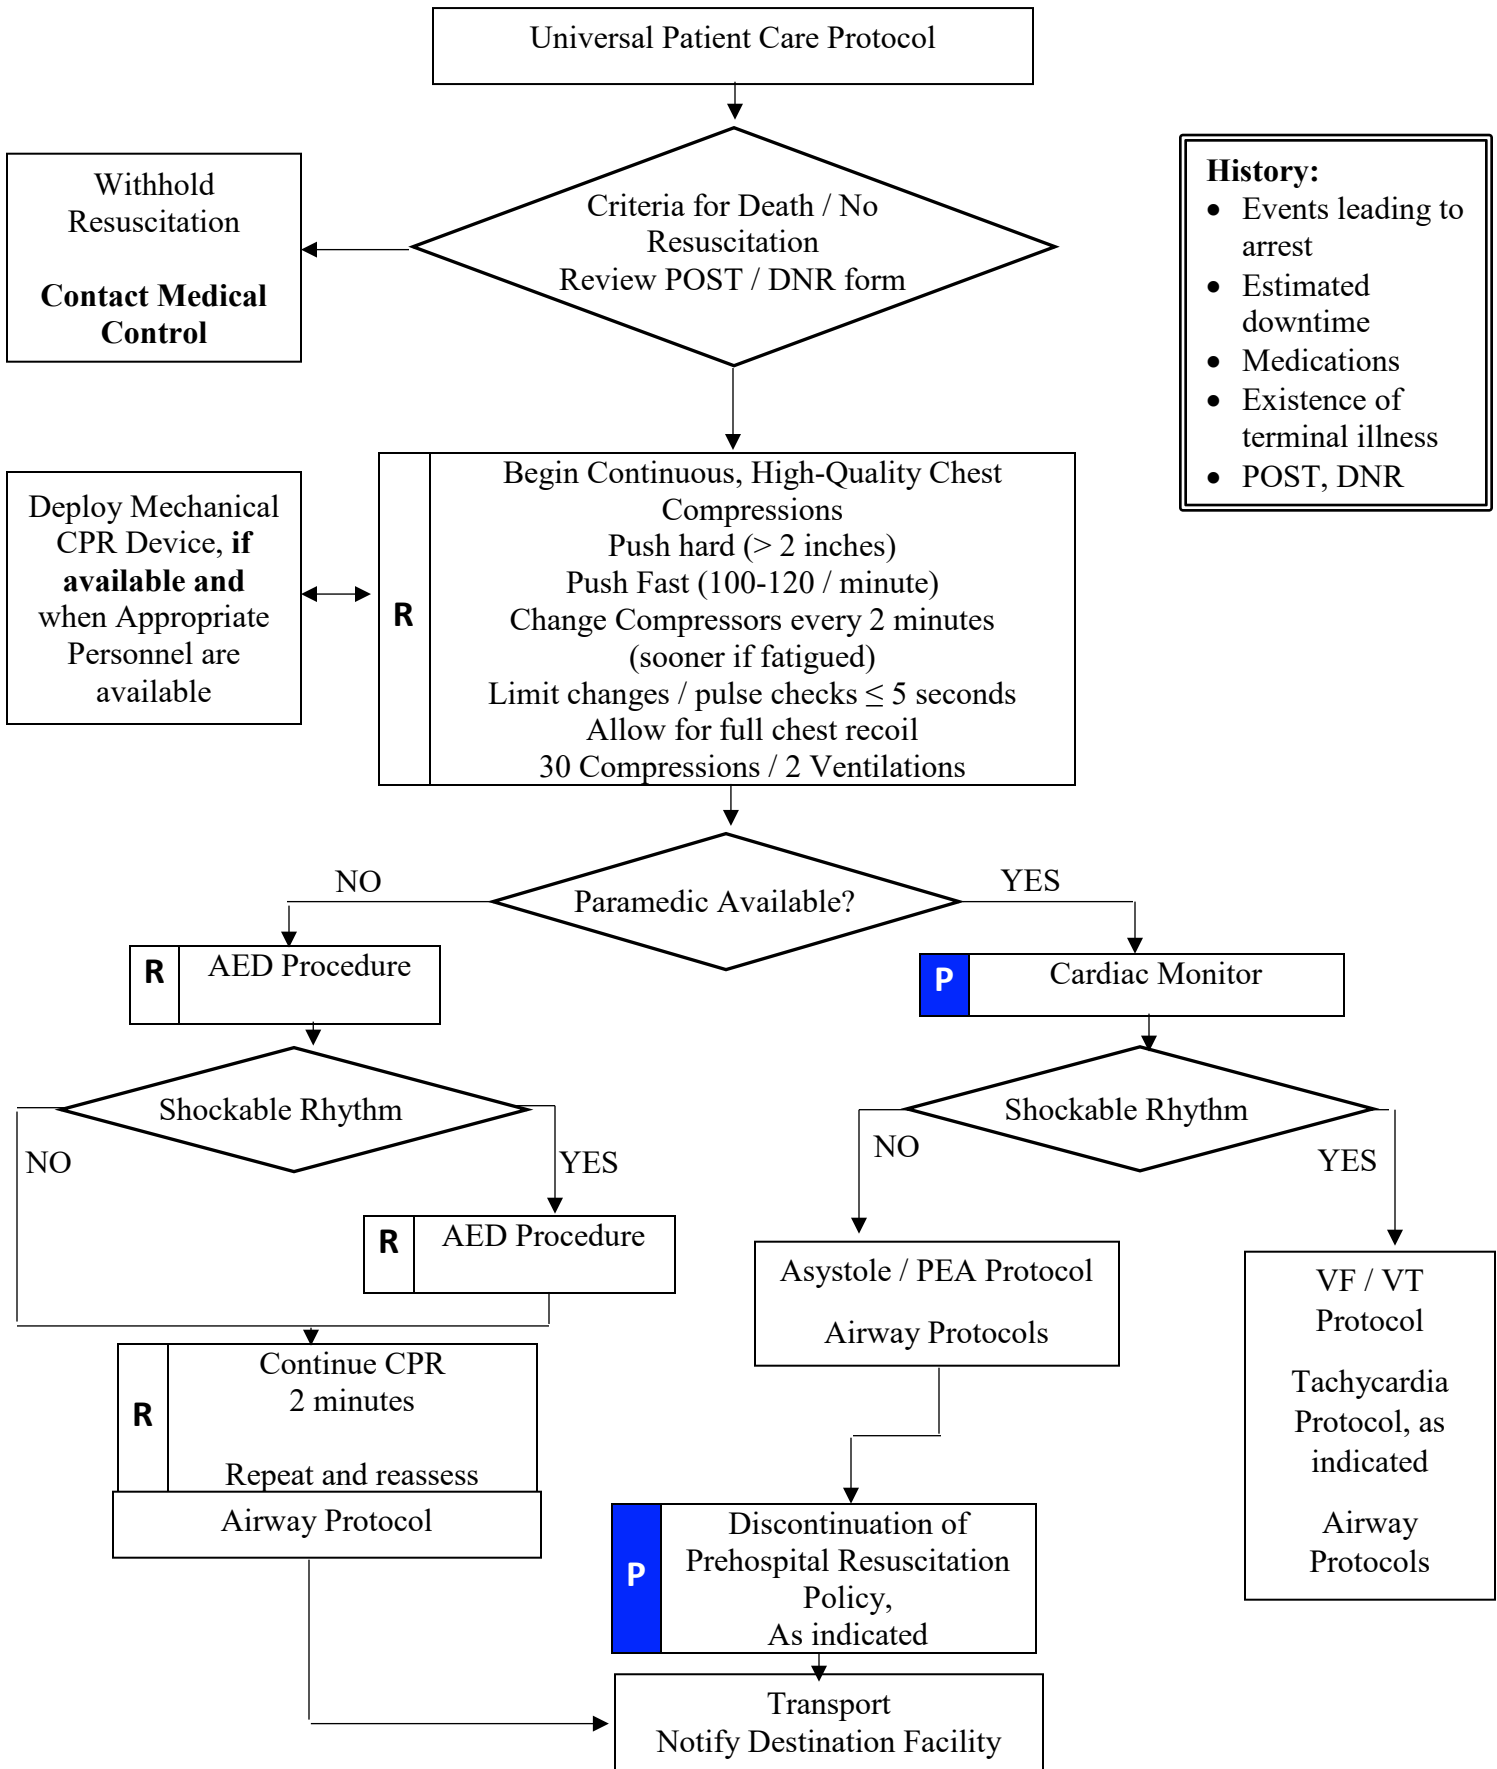 Universal Patient Care Protocol
Withhold
Resuscitation
Contact Medical
Control
Criteria for Death / No
Resuscitation
Review POST / DNR form
History:
• Events leading to
arrest
• Estimated
downtime
• Medications
• Existence of
terminal illness
• POST, DNR
Deploy Mechanical
CPR Device, if
available and
when Appropriate
Personnel are
available
R
Begin Continuous, High-Quality Chest
Compressions
Push hard (> 2 inches)
Push Fast (100-120 / minute)
Change Compressors every 2 minutes
(sooner if fatigued)
Limit changes / pulse checks ≤ 5 seconds
Allow for full chest recoil
30 Compressions / 2 Ventilations
NO
Paramedic Available?
YES
R
AED Procedure
P
Cardiac Monitor
Shockable Rhythm
NO
YES
Shockable Rhythm
NO
YES
R
AED Procedure
Asystole / PEA Protocol
Airway Protocols
VF / VT
Protocol
Tachycardia
Protocol, as
indicated
Airway
Protocols
R
Continue CPR
2 minutes
Repeat and reassess
Airway Protocol
P
Discontinuation of
Prehospital Resuscitation
Policy,
As indicated
Transport
Notify Destination Facility